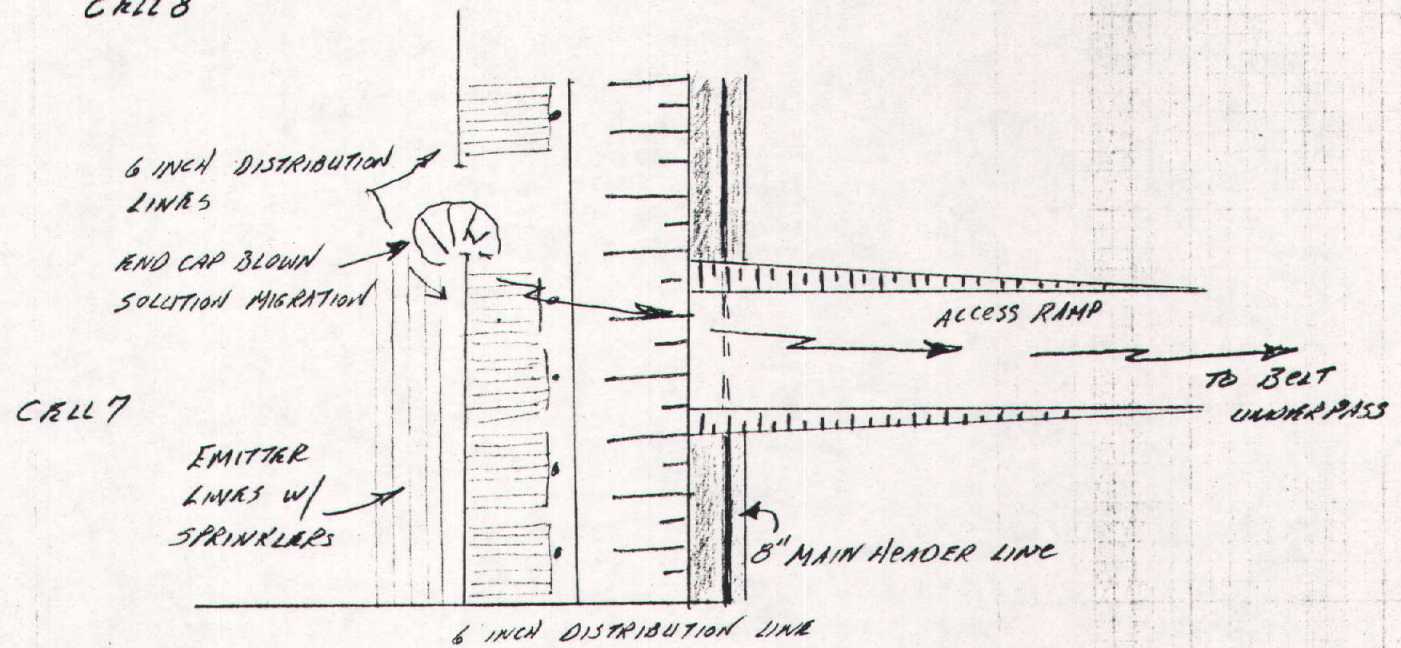 CELL 8
6 INCH DISTRIBUTION
LINES
END CAP BLOWN
SOLUTION MIGRATION
ACCESS RAMP
TO BELT
UNDERPASS
CELL 7
EMITTER
LINES W/
SPRINKLERS
8" MAIN HEADER LINE
6 INCH DISTRIBUTION LINE